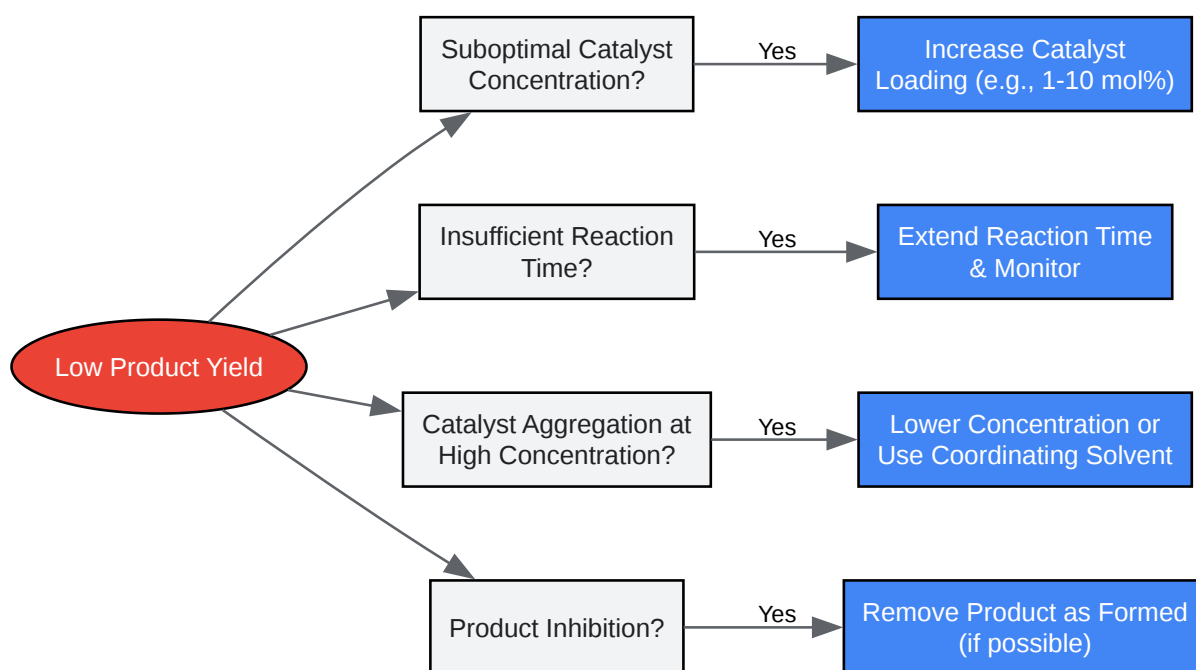 Suboptimal Catalyst
Concentration?
Yes
Increase Catalyst
Loading (e.g., 1-10 mol%)
Insufficient Reaction
Time?
Yes
Extend Reaction Time
& Monitor
Low Product Yield
Catalyst Aggregation at
High Concentration?
Yes
Lower Concentration or
Use Coordinating Solvent
Product Inhibition?
Yes
Remove Product as Formed
(if possible)